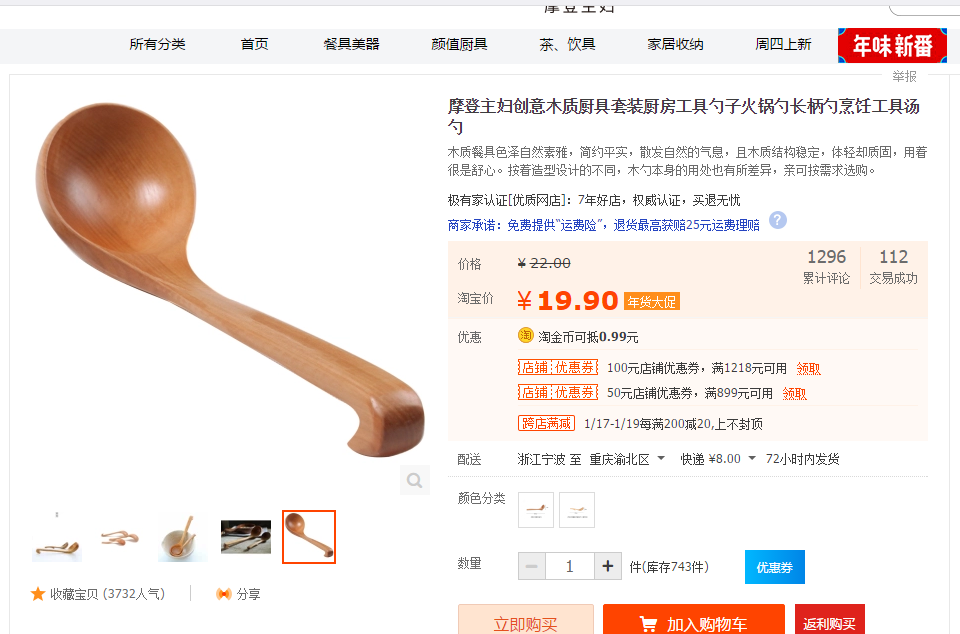 摩登主妇
所有分类 首页 餐具美器 颜值厨具 茶、饮具 家居收纳 周四上新 年味新番
举报
摩登主妇创意木质厨具套装厨房工具勺子火锅勺长柄勺烹饪工具汤
勺
木质餐具色泽自然素雅，简约平实，散发自然的气息，且木质结构稳定，体轻却质固，用着
很是舒心。按着造型设计的不同，木勺本身的用处也有所差异，亲可按需求选购。
极有家认证[优质网店]：7年好店，权威认证，买退无忧
商家承诺：免费提供“运费险”，退货最高获赔25元运费理赔 ?
价格 ¥ 22.00 1296 112
累计评论 交易成功
淘宝价 ¥ 19.90 年货大促
优惠 淘 淘金币可抵0.99元
店铺 优惠券 100元店铺优惠券，满1218元可用 领取
店铺 优惠券 50元店铺优惠券，满899元可用 领取
跨店满减 1/17-1/19每满200减20,上不封顶
配送 浙江宁波 至 重庆渝北区 快递 ¥8.00 72小时内发货
颜色分类
数量 − 1 + 件(库存743件) 优惠券
收藏宝贝 (3732人气) 分享
立即购买 加入购物车 返利购买